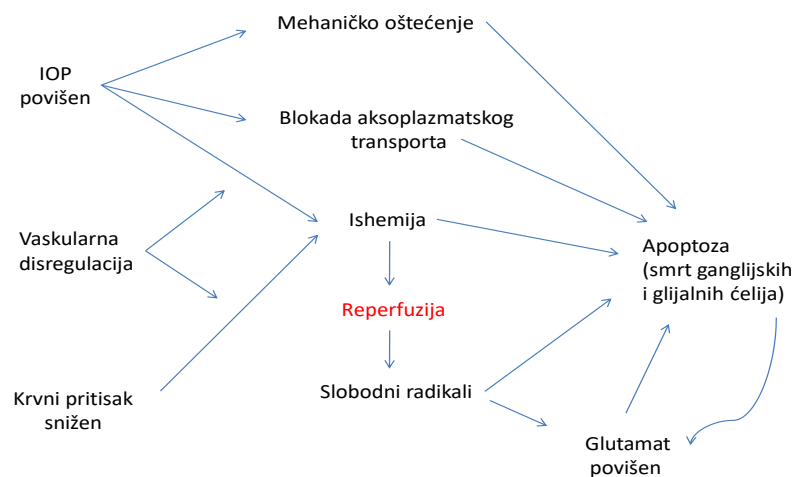 Mehaničko oštećenje
IOP
povišen
Blokada aksoplazmatskog
transporta
Ishemija
Vaskularna
disregulacija
Apoptoza
(smrt ganglijskih
i glijalnih ćelija)
Reperfuzija
Slobodni radikali
Krvni pritisak
snižen
Glutamat
povišen